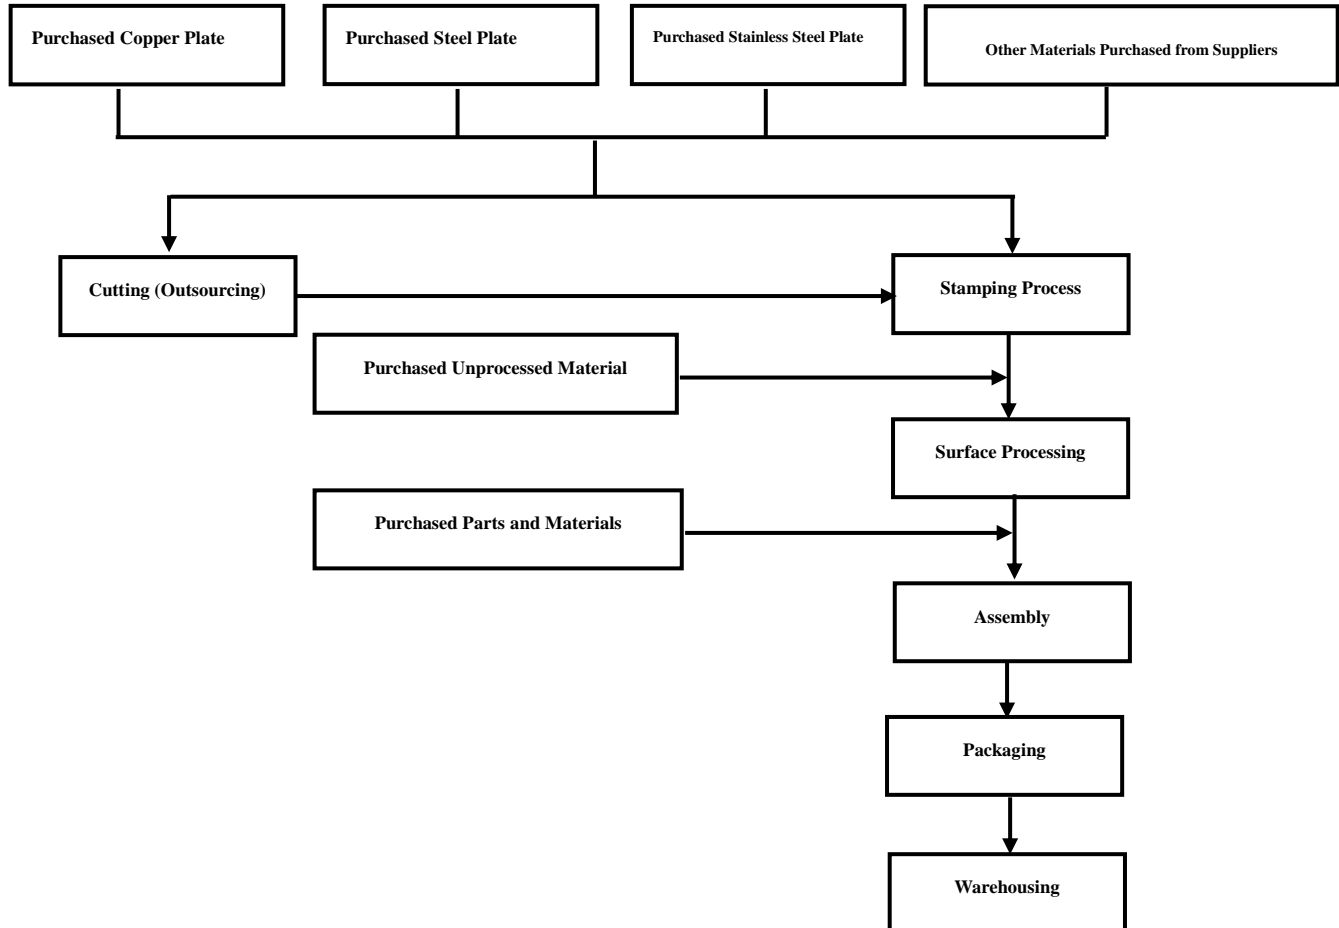 Purchased Copper Plate
Purchased Steel Plate
Purchased Stainless Steel Plate
Other Materials Purchased from Suppliers
Cutting (Outsourcing)
Stamping Process
Purchased Unprocessed Material
Surface Processing
Purchased Parts and Materials
Assembly
Packaging
Warehousing